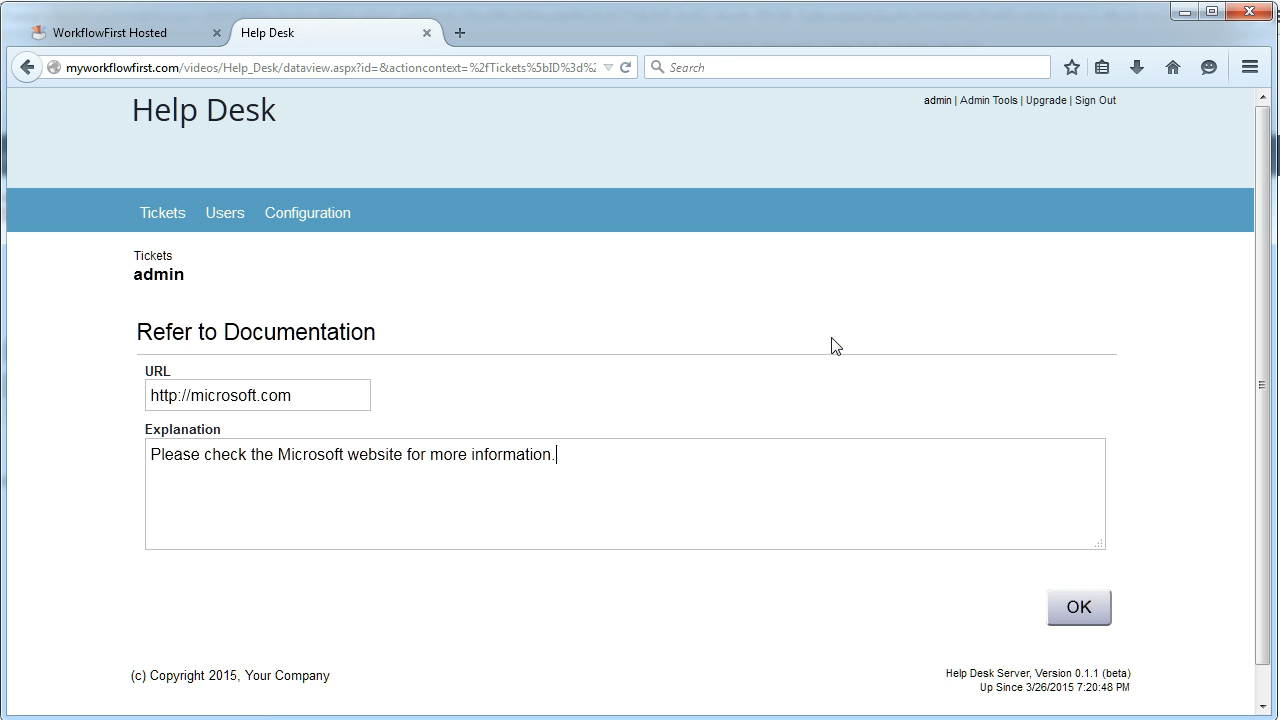 WorkflowFirst Hosted
Help Desk
myworkflowfirst.com/videos/Help_Desk/dataview.aspx?id=&actioncontext=%2fTickets%5bID%3d%2
Search
Help Desk
admin | Admin Tools | Upgrade | Sign Out
Tickets Users Configuration
Tickets
admin
Refer to Documentation
URL
http://microsoft.com
Explanation
Please check the Microsoft website for more information.
OK
(c) Copyright 2015, Your Company
Help Desk Server, Version 0.1.1 (beta)
Up Since 3/26/2015 7:20:48 PM